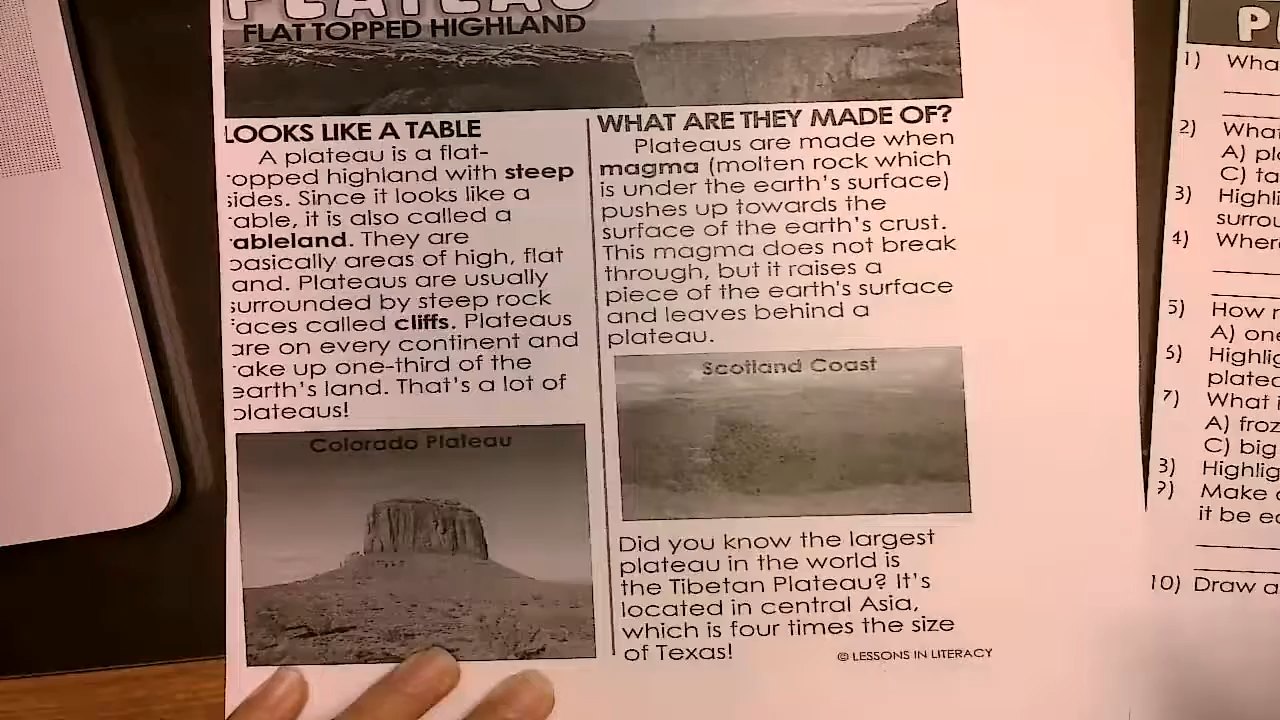 PLATEAU
FLAT TOPPED HIGHLAND
LOOKS LIKE A TABLE
A plateau is a flat-
opped highland with steep
sides. Since it looks like a
able, it is also called a
ableland. They are
basically areas of high, flat
and. Plateaus are usually
surrounded by steep rock
faces called cliffs. Plateaus
are on every continent and
take up one-third of the
earth's land. That's a lot of
plateaus!
Colorado Plateau
WHAT ARE THEY MADE OF?
Plateaus are made when
magma (molten rock which
is under the earth's surface)
pushes up towards the
surface of the earth's crust.
This magma does not break
through, but it raises a
piece of the earth's surface
and leaves behind a
plateau.
Scotland Coast
Did you know the largest
plateau in the world is
the Tibetan Plateau? It's
located in central Asia,
which is four times the size
of Texas!
© LESSONS IN LITERACY
P
1) Wha
2) Wha
A) pl
C) ta
3) Highli
surrou
4) Wher
5) How
A) one
6) Highlig
platea
7) What i
A) froz
C) big
8) Highlig
9) Make
it be
10) Draw a